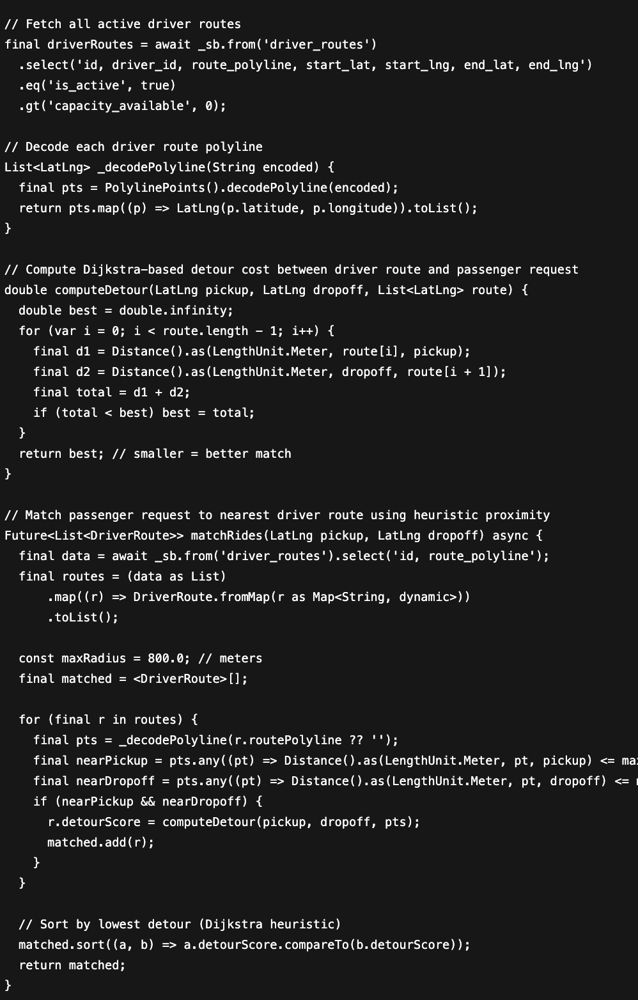 // Fetch all active driver routes
final driverRoutes = await _sb.from('driver_routes')
  .select('id, driver_id, route_polyline, start_lat, start_lng, end_lat, end_lng')
  .eq('is_active', true)
  .gt('capacity_available', 0);

// Decode each driver route polyline
List<LatLng> _decodePolyline(String encoded) {
  final pts = PolylinePoints().decodePolyline(encoded);
  return pts.map((p) => LatLng(p.latitude, p.longitude)).toList();
}

// Compute Dijkstra-based detour cost between driver route and passenger request
double computeDetour(LatLng pickup, LatLng dropoff, List<LatLng> route) {
  double best = double.infinity;
  for (var i = 0; i < route.length - 1; i++) {
    final d1 = Distance().as(LengthUnit.Meter, route[i], pickup);
    final d2 = Distance().as(LengthUnit.Meter, dropoff, route[i + 1]);
    final total = d1 + d2;
    if (total < best) best = total;
  }
  return best; // smaller = better match
}

// Match passenger request to nearest driver route using heuristic proximity
Future<List<DriverRoute>> matchRides(LatLng pickup, LatLng dropoff) async {
  final data = await _sb.from('driver_routes').select('id, route_polyline');
  final routes = (data as List)
      .map((r) => DriverRoute.fromMap(r as Map<String, dynamic>))
      .toList();

  const maxRadius = 800.0; // meters
  final matched = <DriverRoute>[];

  for (final r in routes) {
    final pts = _decodePolyline(r.routePolyline ?? '');
    final nearPickup = pts.any((pt) => Distance().as(LengthUnit.Meter, pt, pickup) <=
    final nearDropoff = pts.any((pt) => Distance().as(LengthUnit.Meter, pt, dropoff) <=
    if (nearPickup && nearDropoff) {
      r.detourScore = computeDetour(pickup, dropoff, pts);
      matched.add(r);
    }
  }

  // Sort by lowest detour (Dijkstra heuristic)
  matched.sort((a, b) => a.detourScore.compareTo(b.detourScore));
  return matched;
}